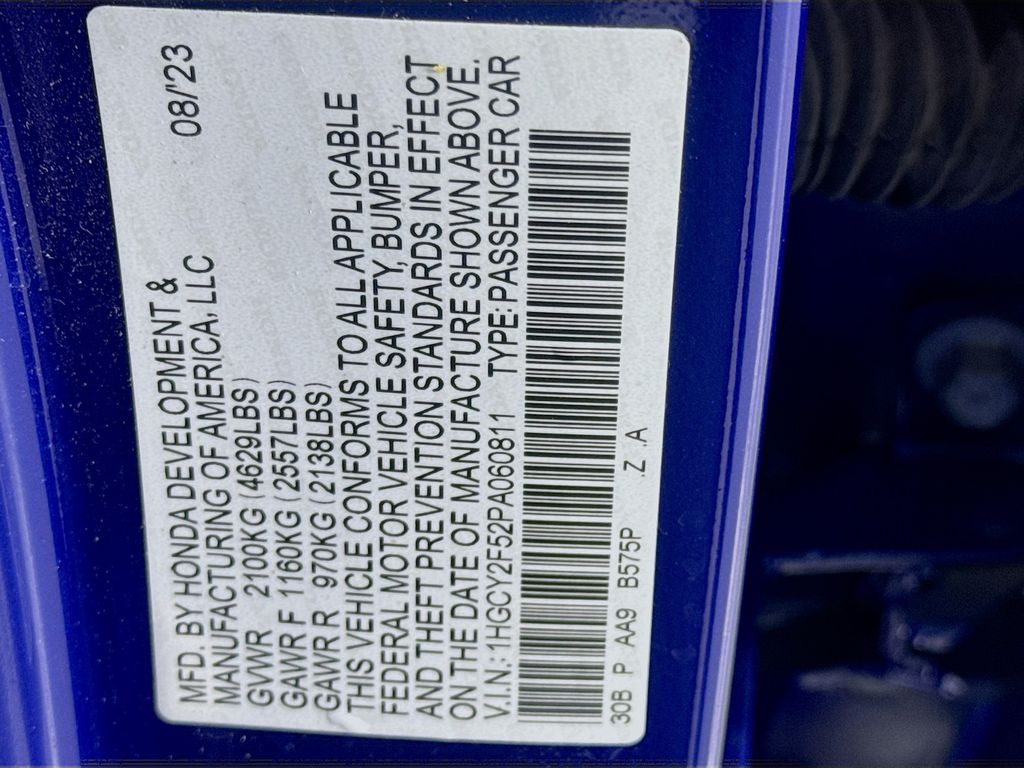 MFD. BY HONDA DEVELOPMENT &
MANUFACTURING OF AMERICA, LLC 08/'23
GVWR 2100KG (4629LBS)
GAWR F 1160KG (2557LBS)
GAWR R 970KG (2138LBS)
THIS VEHICLE CONFORMS TO ALL APPLICABLE
FEDERAL MOTOR VEHICLE SAFETY, BUMPER,
AND THEFT PREVENTION STANDARDS IN EFFECT
ON THE DATE OF MANUFACTURE SHOWN ABOVE.
V.I.N.: 1HGCY2F52PA060811 TYPE: PASSENGER CAR
30B P AA9 B575P Z .A